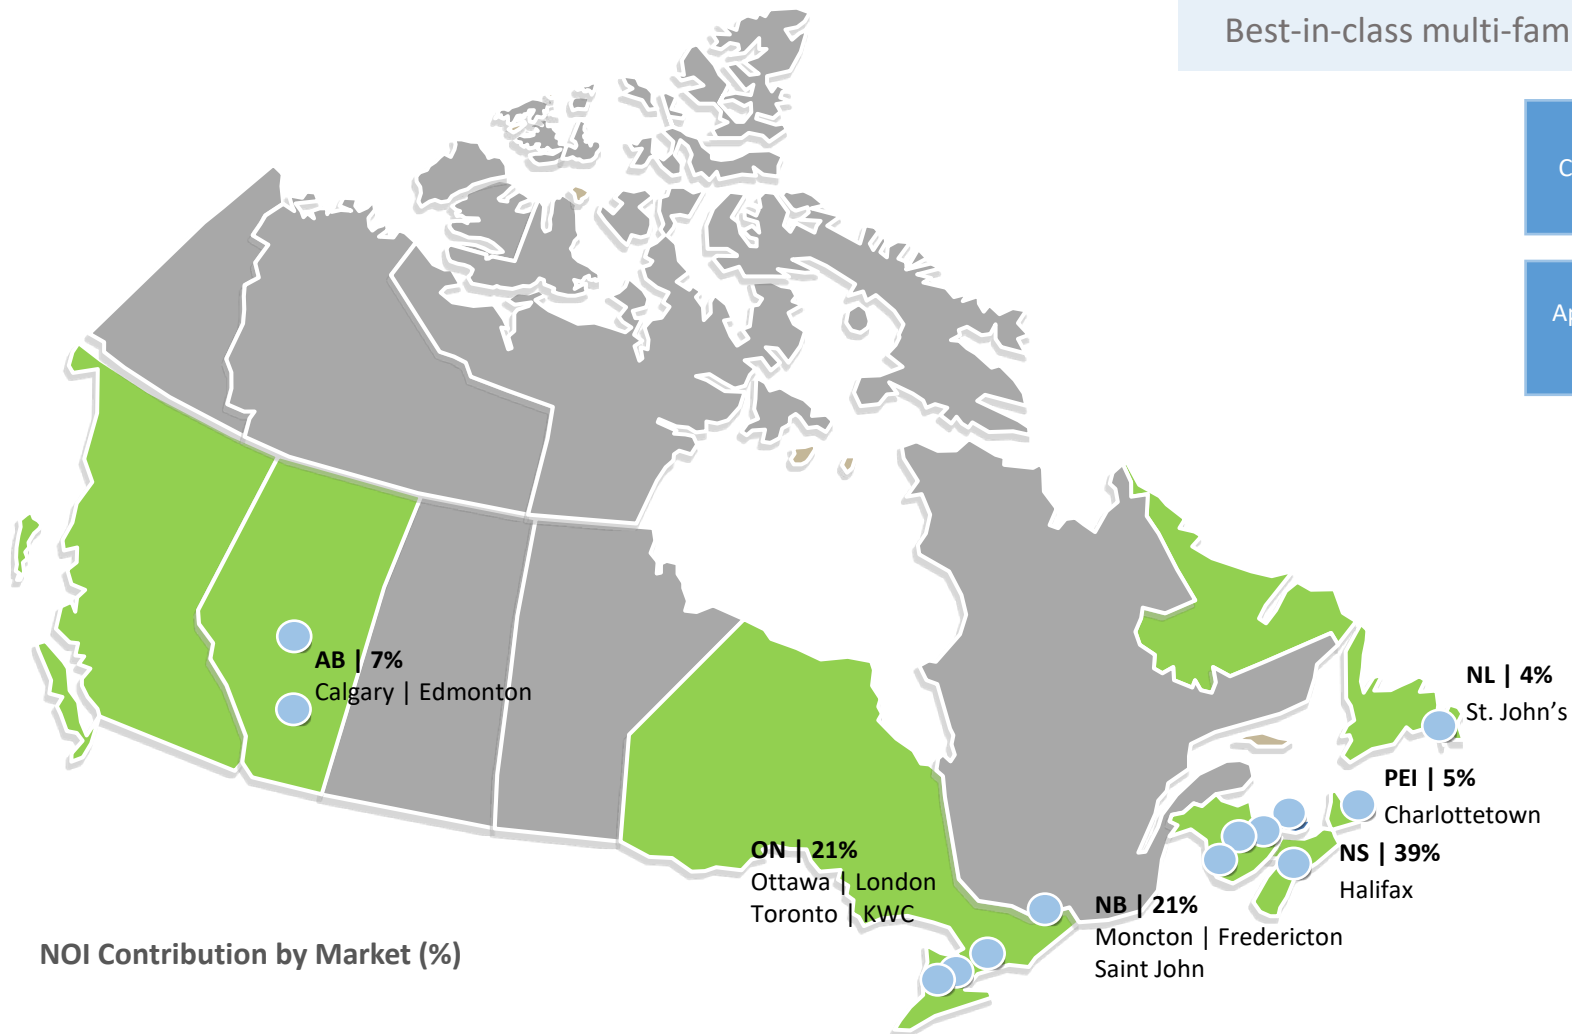 Best-in-class multi-fam
AB | 7%
Calgary | Edmonton
NL | 4%
St. John’s
PEI | 5%
Charlottetown
NS | 39%
Halifax
ON | 21%
Ottawa | London
Toronto | KWC
NB | 21%
Moncton | Fredericton
Saint John
NOI Contribution by Market (%)